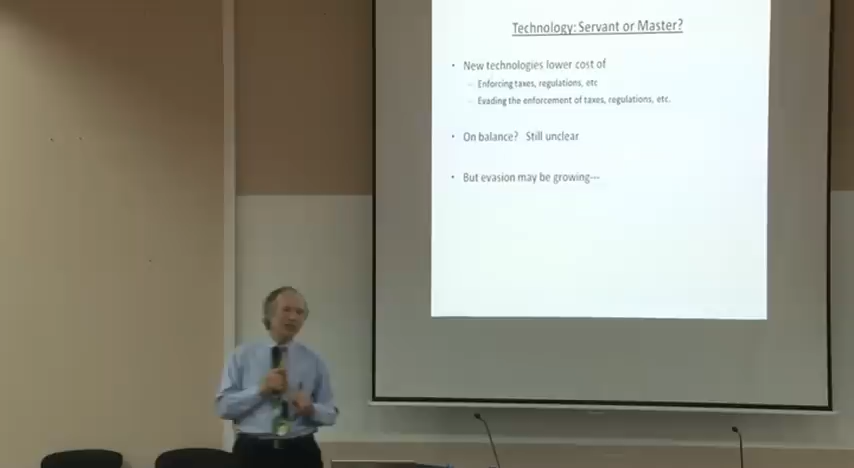 Technology: Servant or Master?
• New technologies lower cost of
– Enforcing taxes, regulations, etc
– Evading the enforcement of taxes, regulations, etc.
• On balance? Still unclear
• But evasion may be growing---